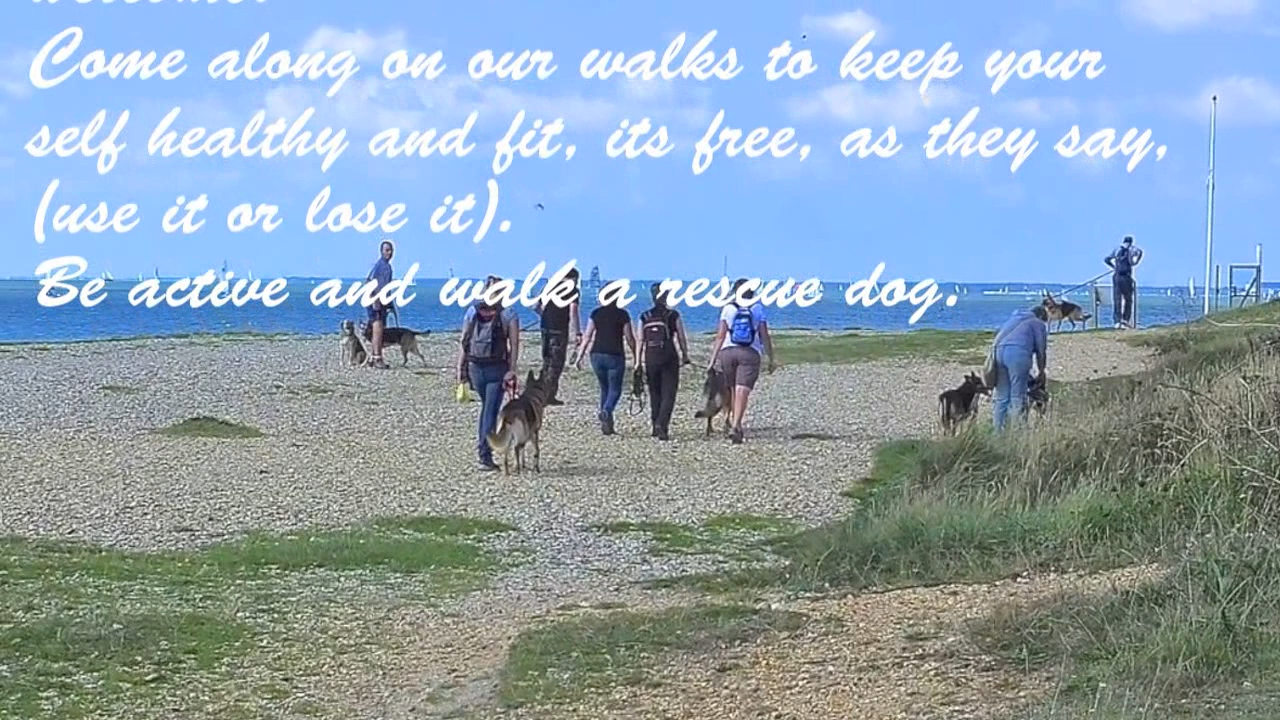 Come along on our walks to keep your
self healthy and fit, its free, as they say,
(use it or lose it).
Be active and walk a rescue dog.